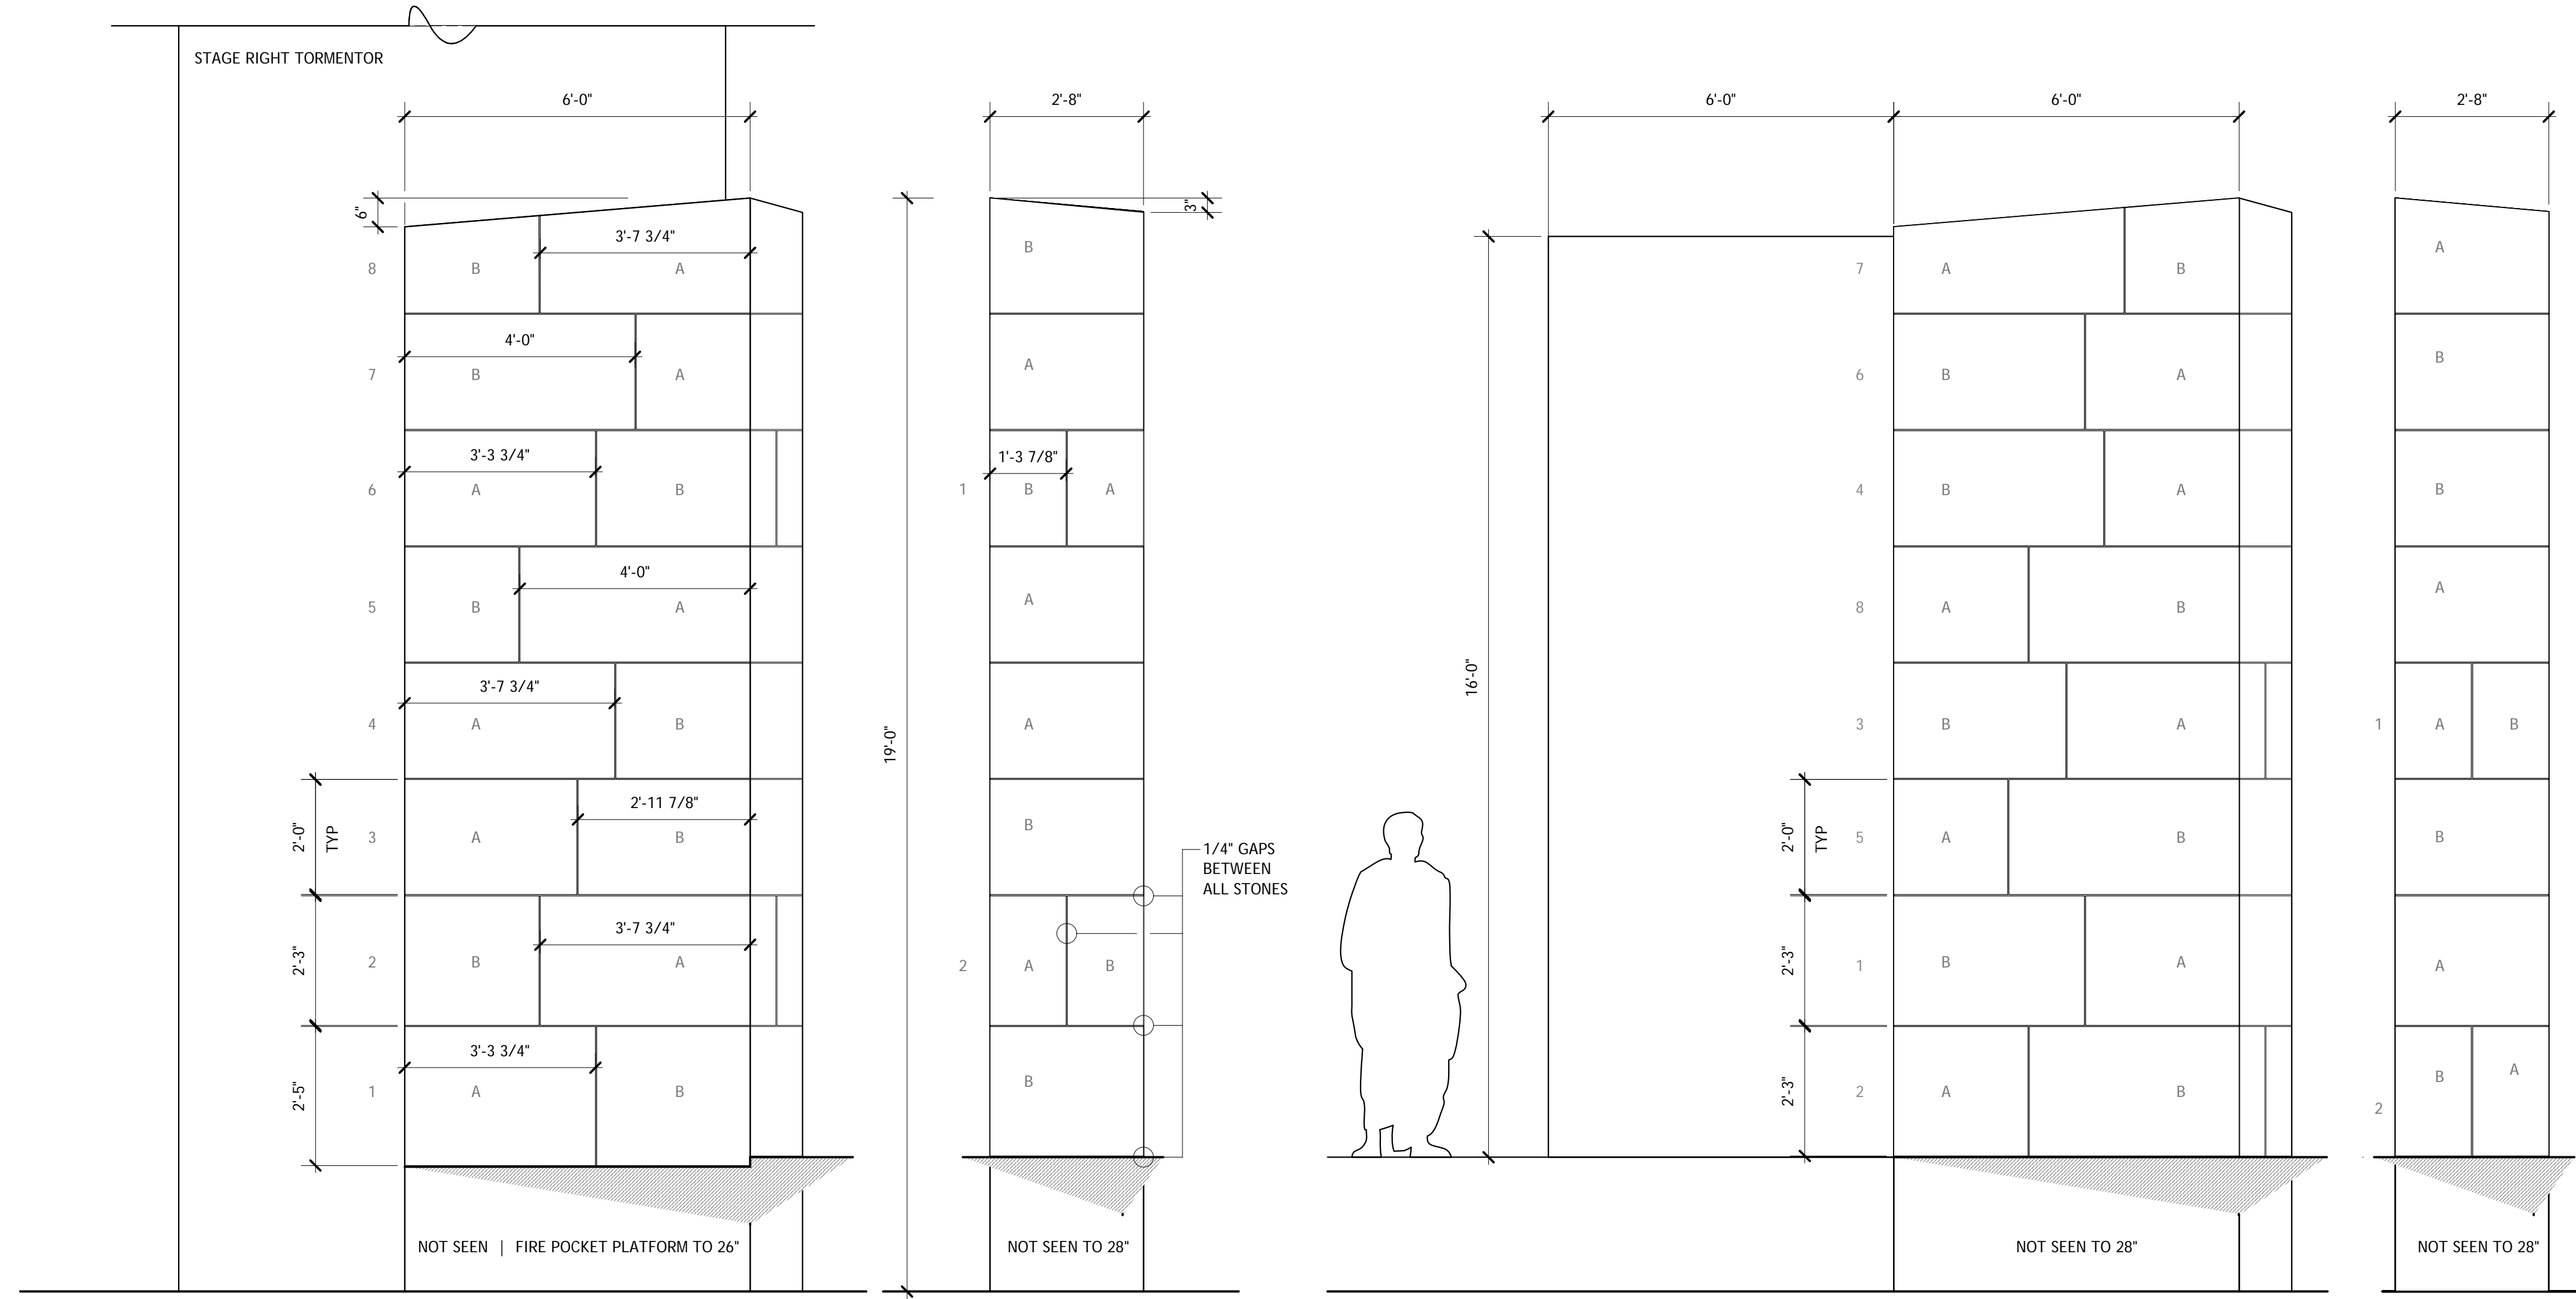 STAGE RIGHT TORMENTOR
6'-0"
6"
3'-7 3/4"
8 B A
4'-0"
7 B A
3'-3 3/4"
6 A B
4'-0"
5 B A
3'-7 3/4"
4 A B
2'-11 7/8"
2'-0" TYP 3 A B
3'-7 3/4"
2'-3" 2 B A
3'-3 3/4"
2'-5" 1 A B
NOT SEEN | FIRE POCKET PLATFORM TO 26"
2'-8"
3"
19'-0"
B
A
1'-3 7/8"
1 B A
A
A
B
1/4" GAPS
BETWEEN
ALL STONES
2 A B
B
NOT SEEN TO 28"
6'-0" 6'-0"
16'-0"
7 A B
6 B A
4 B A
8 A B
3 B A
2'-0" TYP 5 A B
2'-3" 1 B A
2'-3" 2 A B
NOT SEEN TO 28"
2'-8"
A
B
B
A
1 A B
B
A
B A
2
NOT SEEN TO 28"